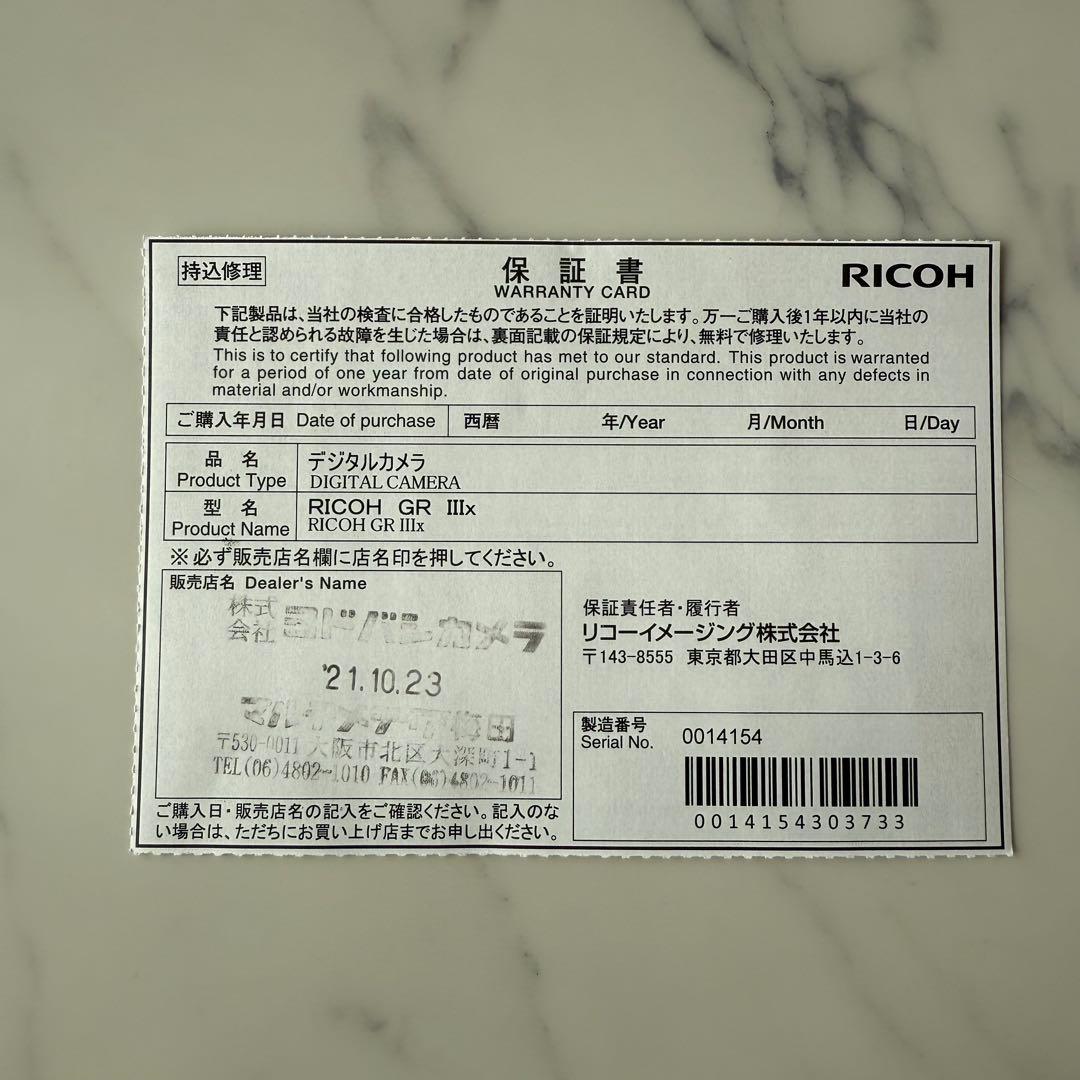 持込修理
保証書
WARRANTY CARD
RICOH
下記製品は、当社の検査に合格したものであることを証明いたします。万一ご購入後1年以内に当社の
責任と認められる故障を生じた場合は、裏面記載の保証規定により、無料で修理いたします。
This is to certify that following product has met to our standard. This product is warranted
for a period of one year from date of original purchase in connection with any defects in
material and/or workmanship.
ご購入年月日 Date of purchase 西暦 年/Year 月/Month 日/Day
品 名 デジタルカメラ
Product Type DIGITAL CAMERA
型 名 RICOH GR IIIx
Product Name RICOH GR IIIx
※必ず販売店名欄に店名印を押してください。
販売店名 Dealer's Name
株式会社 ヨドバシカメラ
'21.10.23
マルチメディア梅田
〒530-0011 大阪市北区大深町1-1
TEL(06)4802-1010 FAX(06)4802-1011
ご購入日・販売店名の記入をご確認ください。記入のな
い場合は、ただちにお買い上げ店までお申し出ください。
保証責任者・履行者
リコーイメージング株式会社
〒143-8555 東京都大田区中馬込1-3-6
製造番号
Serial No. 0014154
0014154303733